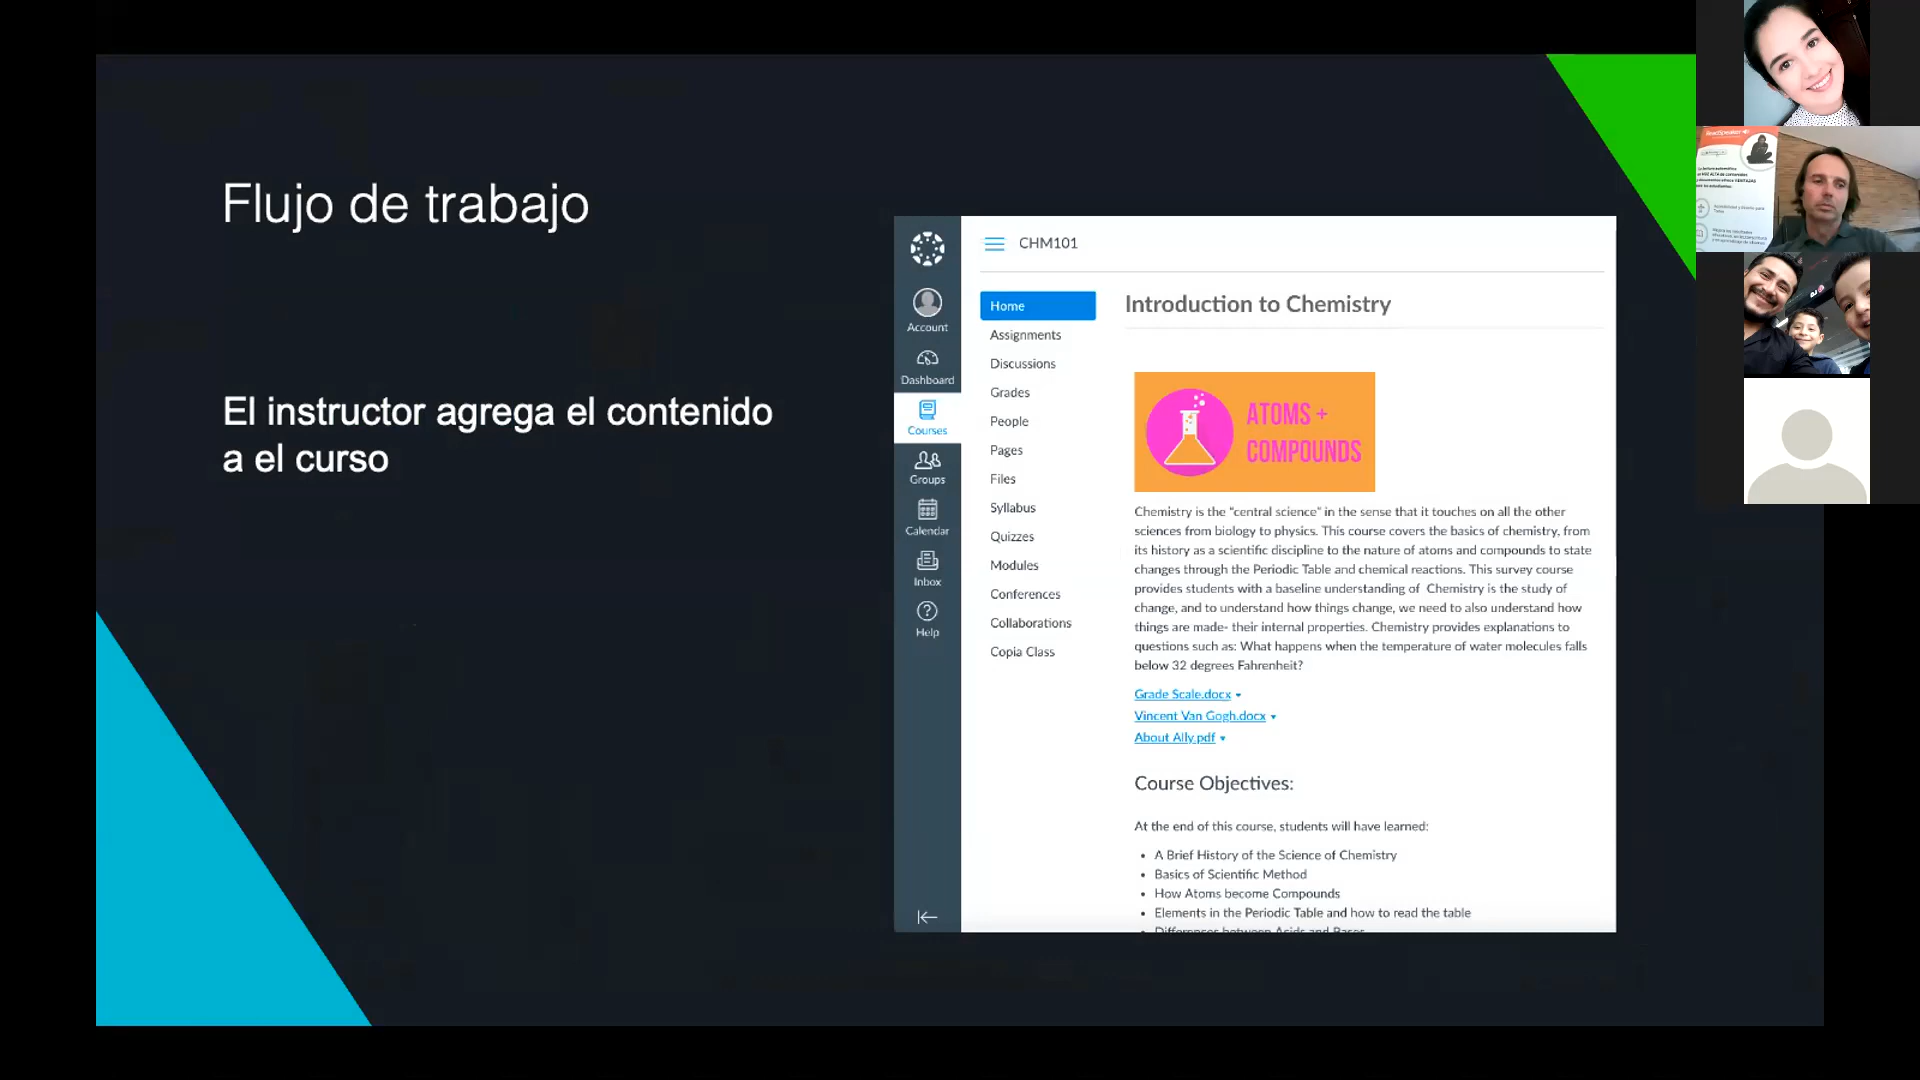 Flujo de trabajo
El instructor agrega el contenido
a el curso
Account
Dashboard
Courses
Groups
Calendar
Inbox
Help
CHM101
Home
Assignments
Discussions
Grades
People
Pages
Files
Syllabus
Quizzes
Modules
Conferences
Collaborations
Copia Class
Introduction to Chemistry
ATOMS +
COMPOUNDS
Chemistry is the "central science" in the sense that it touches on all the other
sciences from biology to physics. This course covers the basics of chemistry, from
its history as a scientific discipline to the nature of atoms and compounds to state
changes through the Periodic Table and chemical reactions. This survey course
provides students with a baseline understanding of Chemistry is the study of
change, and to understand how things change, we need to also understand how
things are made- their internal properties. Chemistry provides explanations to
questions such as: What happens when the temperature of water molecules falls
below 32 degrees Fahrenheit?
Grade Scale.docx
Vincent Van Gogh.docx
About Ally.pdf
Course Objectives:
At the end of this course, students will have learned:
• A Brief History of the Science of Chemistry
• Basics of Scientific Method
• How Atoms become Compounds
• Elements in the Periodic Table and how to read the table
• Differences between Acids and Bases
ReadSpeaker